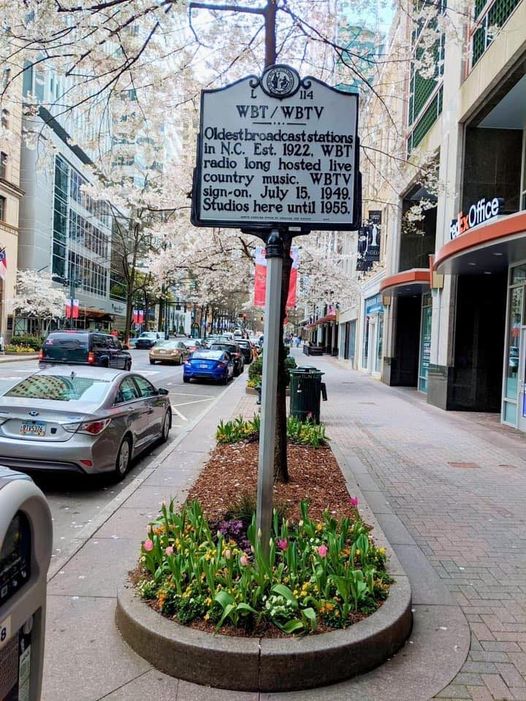 L 114
WBT/WBTV
Oldest broadcast stations
in N.C. Est. 1922, WBT
radio long hosted live
country music. WBTV
sign-on, July 15, 1949.
Studios here until 1955.
FedEx Office